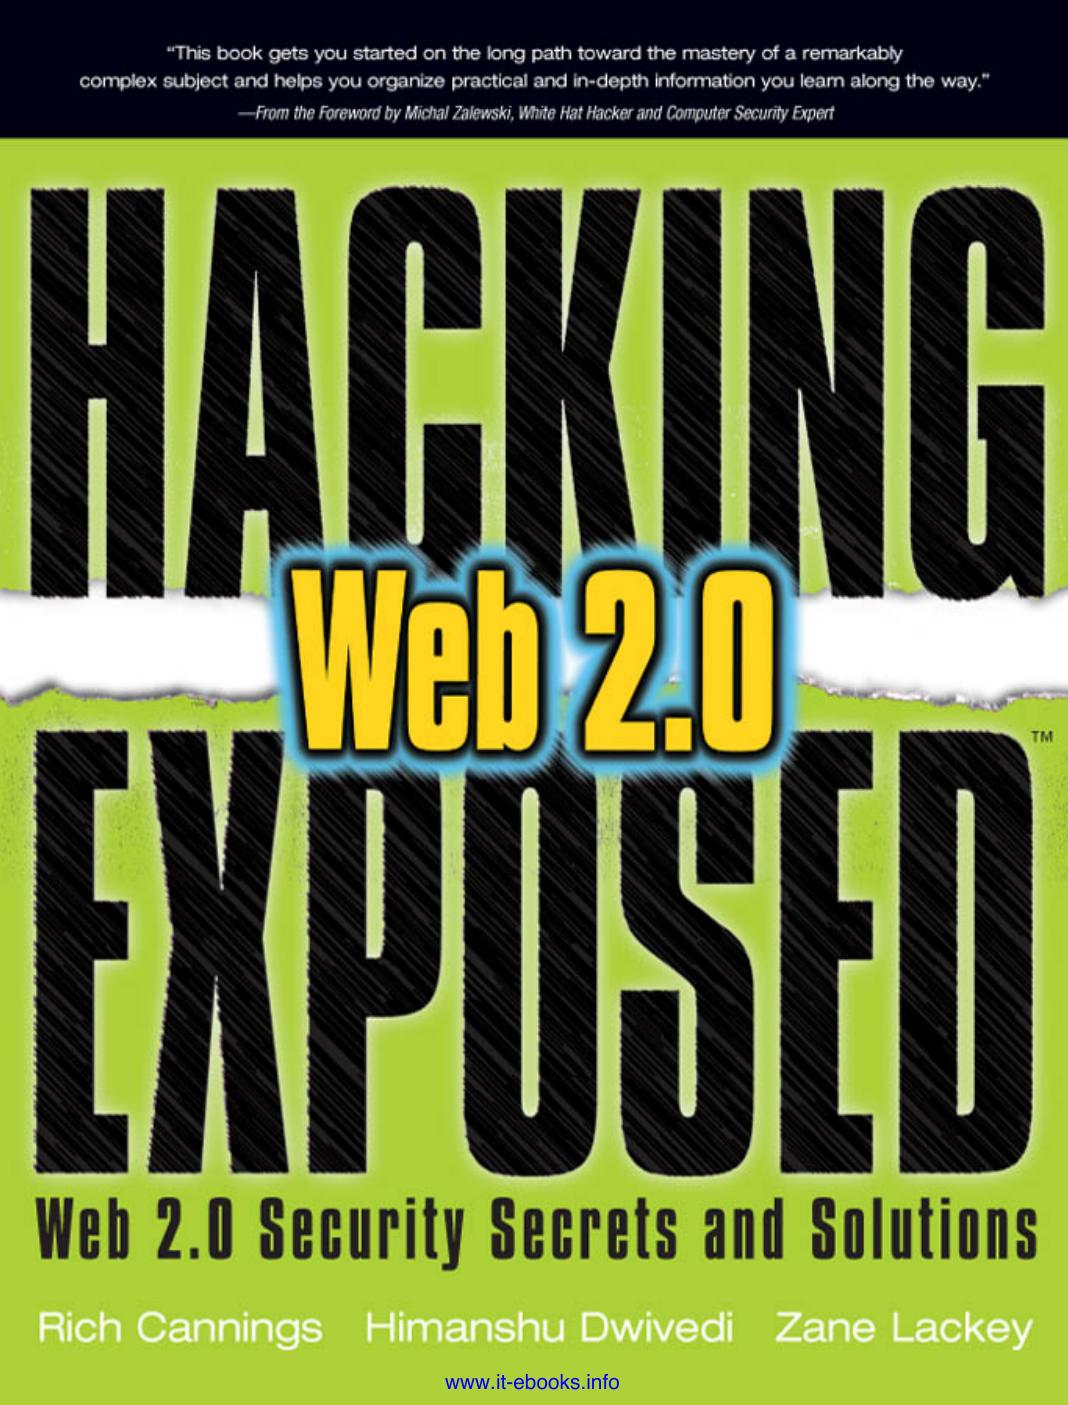 “This book gets you started on the long path toward the mastery of a remarkably
complex subject and helps you organize practical and in-depth information you learn along the way.”
—From the Foreword by Michal Zalewski, White Hat Hacker and Computer Security Expert
HACKING
Web 2.0
EXPOSED™
Web 2.0 Security Secrets and Solutions
Rich Cannings Himanshu Dwivedi Zane Lackey
www.it-ebooks.info